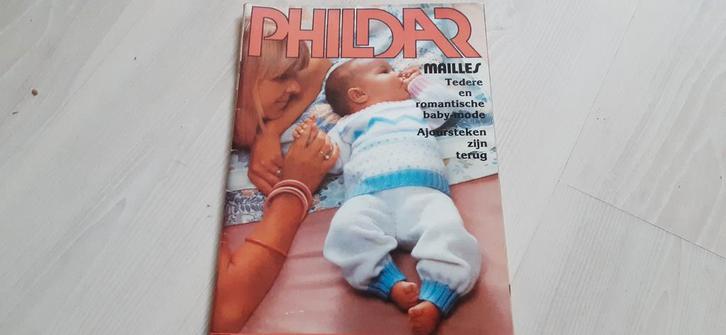 PHILDAR
MAILLES
Tedere
en
romantische
baby-mode
Ajoursteken
zijn
terug